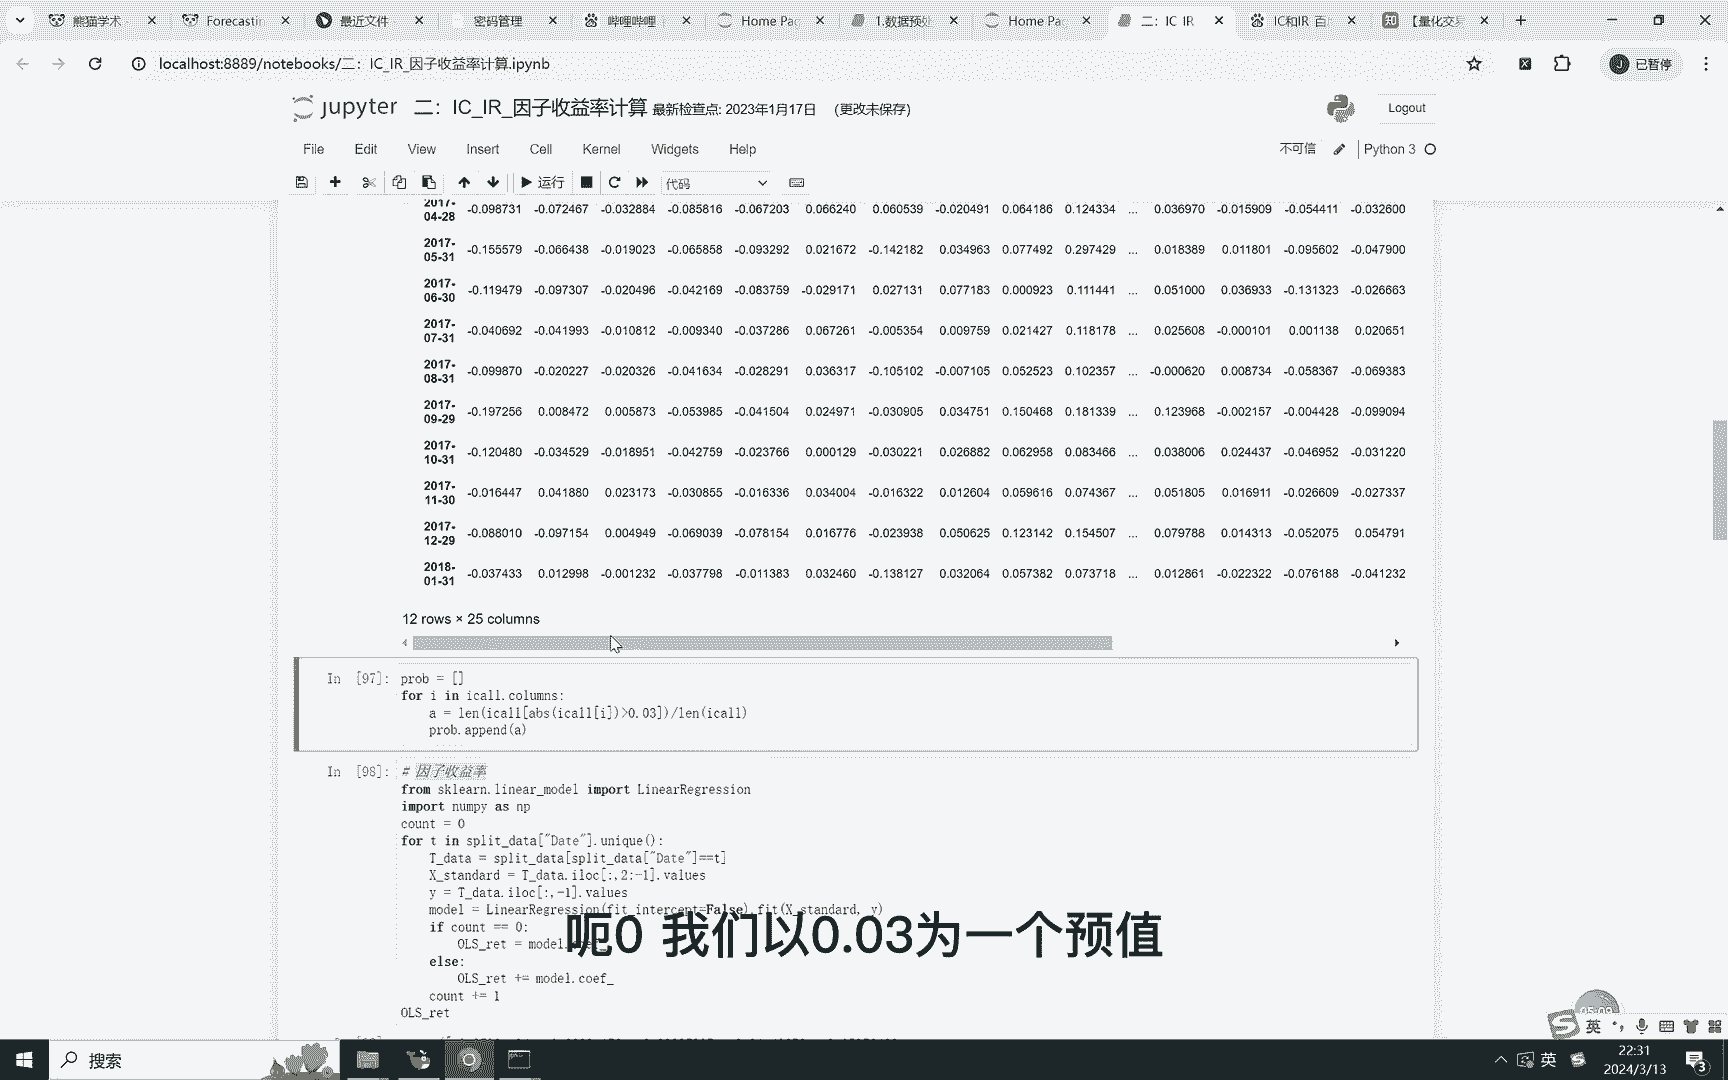 熊猫学术
Forecastin
最近文件
密码管理
哔哩哔哩
Home Pag
1.数据预处
Home Pag
二：IC_IR
IC和IR 百
【量化交易
localhost:8889/notebooks/二：IC_IR_因子收益率计算.ipynb
已暂停
jupyter 二：IC_IR_因子收益率计算 最新检查点: 2023年1月17日 (更改未保存)
Logout
File Edit View Insert Cell Kernel Widgets Help
不可信 Python 3
运行 代码
2017-04-28 -0.098731 -0.072467 -0.032884 -0.085816 -0.067203 0.066240 0.060539 -0.020491 0.064186 0.124334 ... 0.036970 -0.015909 -0.054411 -0.032600
2017-05-31 -0.155579 -0.066438 -0.019023 -0.065858 -0.093292 0.021672 -0.142182 0.034963 0.077492 0.297429 ... 0.018389 0.011801 -0.095602 -0.047900
2017-06-30 -0.119479 -0.097307 -0.020496 -0.042169 -0.083759 -0.029171 0.027131 0.077183 0.000923 0.111441 ... 0.051000 0.036933 -0.131323 -0.026663
2017-07-31 -0.040692 -0.041993 -0.010812 -0.009340 -0.037286 0.067261 -0.005354 0.009759 0.021427 0.118178 ... 0.025608 -0.000101 0.001138 0.020651
2017-08-31 -0.099870 -0.020227 -0.020326 -0.041634 -0.028291 0.036317 -0.105102 -0.007105 0.052523 0.102357 ... -0.000620 0.008734 -0.058367 -0.069383
2017-09-29 -0.197256 0.008472 0.005873 -0.053985 -0.041504 0.024971 -0.030905 0.034751 0.150468 0.181339 ... 0.123968 -0.002157 -0.004428 -0.099094
2017-10-31 -0.120480 -0.034529 -0.018951 -0.042759 -0.023766 0.000129 -0.030221 0.026882 0.062958 0.083466 ... 0.038006 0.024437 -0.046952 -0.031220
2017-11-30 -0.016447 0.041880 0.023173 -0.030855 -0.016336 0.034004 -0.016322 0.012604 0.059616 0.074367 ... 0.051805 0.016911 -0.026609 -0.027337
2017-12-29 -0.088010 -0.097154 0.004949 -0.069039 -0.078154 0.016776 -0.023938 0.050625 0.123142 0.154507 ... 0.079788 0.014313 -0.052075 0.054791
2018-01-31 -0.037433 0.012998 -0.001232 -0.037798 -0.011383 0.032460 -0.138127 0.032064 0.057382 0.073718 ... 0.012861 -0.022322 -0.076188 -0.041232
12 rows × 25 columns
In [97]: prob = []
for i in icall.columns:
a = len(icall[abs(icall[i])>0.03])/len(icall)
prob.append(a)
In [98]: # 因子收益率
from sklearn.linear_model import LinearRegression
import numpy as np
count = 0
for t in split_data["Date"].unique():
T_data = split_data[split_data["Date"]==t]
X_standard = T_data.iloc[:,2:-1].values
y = T_data.iloc[:,-1].values
model = LinearRegression(fit_intercept=False).fit(X_standard, y)
if count == 0:
OLS_ret = model.coef_
else:
OLS_ret += model.coef_
count += 1
OLS_ret
呃0 我们以0.03为一个预值
05:09
英
搜索
英
22:31
2024/3/13
3